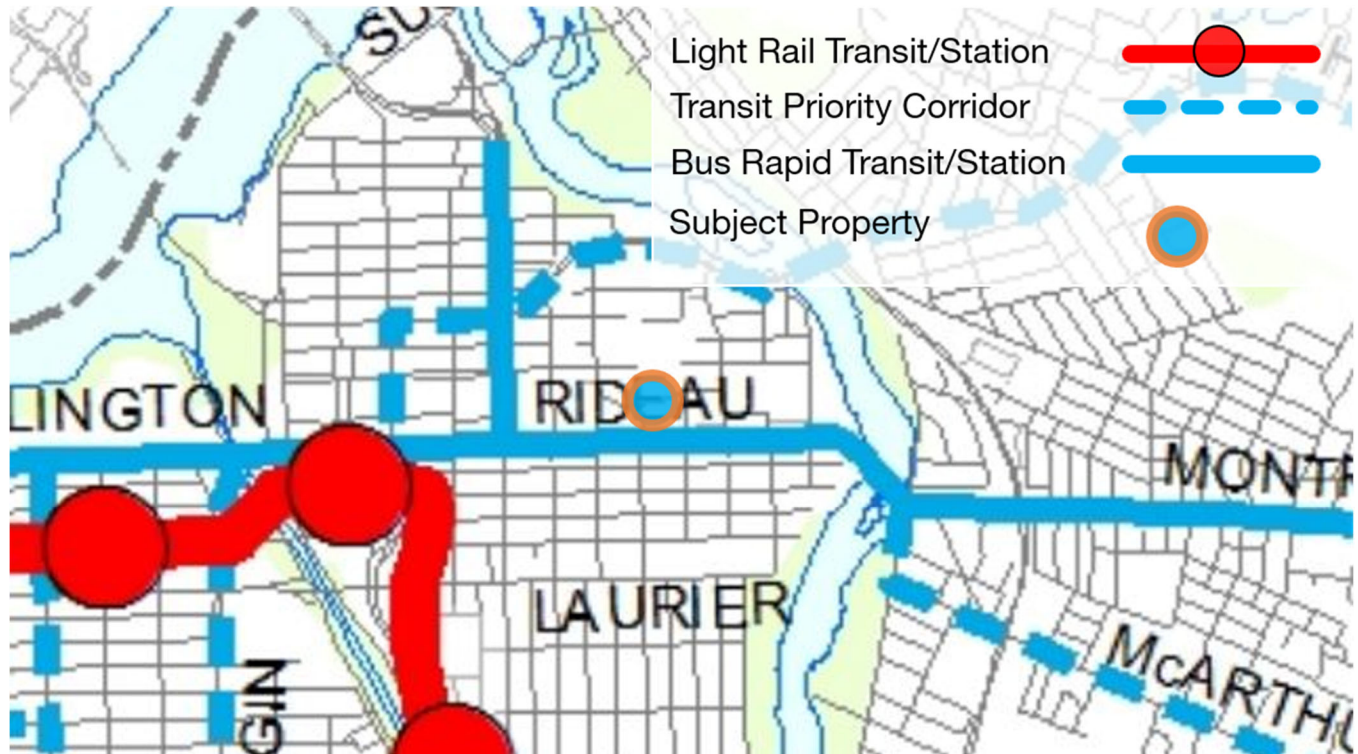 SU
Light Rail Transit/Station
Transit Priority Corridor
Bus Rapid Transit/Station
Subject Property
LINGTON
RIDEAU
MONTR
LAURIER
McARTHU
GIN